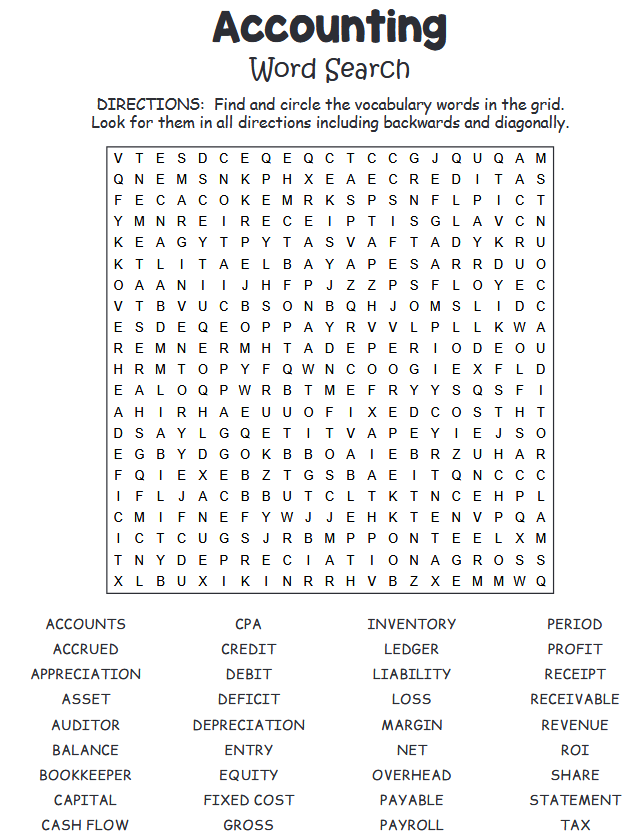 Accounting
Word Search
DIRECTIONS: Find and circle the vocabulary words in the grid.
Look for them in all directions including backwards and diagonally.
V T E S D C E Q E Q C T C C G J Q U Q A M
Q N E M S N K P H X E A E C R E D I T A S
F E C A C O K E M R K S P S N F L P I C T
Y M N R E I R E C E I P T I S G L A V C N
K E A G Y T P Y T A S V A F T A D Y K R U
K T L I T A E L B A Y A P E S A R R D U O
O A A N I I J H F P J Z Z P S F L O Y E C
V T B V U C B S O N B Q H J O M S L I D C
E S D E Q E O P P A Y R V V L P L L K W A
R E M N E R M H T A D E P E R I O D E O U
H R M T O P Y F Q W N C O O G I E X F L D
E A L O Q P W R B T M E F R Y Y S Q S F I
A H I R H A E U U O F I X E D C O S T H T
D S A Y L G Q E T I T V A P E Y I E J S O
E G B Y D G O K B B O A I E B R Z U H A R
F Q I E X E B Z T G S B A E I T Q N C C C
I F L J A C B B U T C L T K T N C E H P L
C M I F N E F Y W J J E H K T E N V P Q A
I C T C U G S J R B M P P O N T E E L X M
T N Y D E P R E C I A T I O N A G R O S S
X L B U X I K I N R R H V B Z X E M M W Q
ACCOUNTS CPA INVENTORY PERIOD
ACCRUED CREDIT LEDGER PROFIT
APPRECIATION DEBIT LIABILITY RECEIPT
ASSET DEFICIT LOSS RECEIVABLE
AUDITOR DEPRECIATION MARGIN REVENUE
BALANCE ENTRY NET ROI
BOOKKEEPER EQUITY OVERHEAD SHARE
CAPITAL FIXED COST PAYABLE STATEMENT
CASH FLOW GROSS PAYROLL TAX